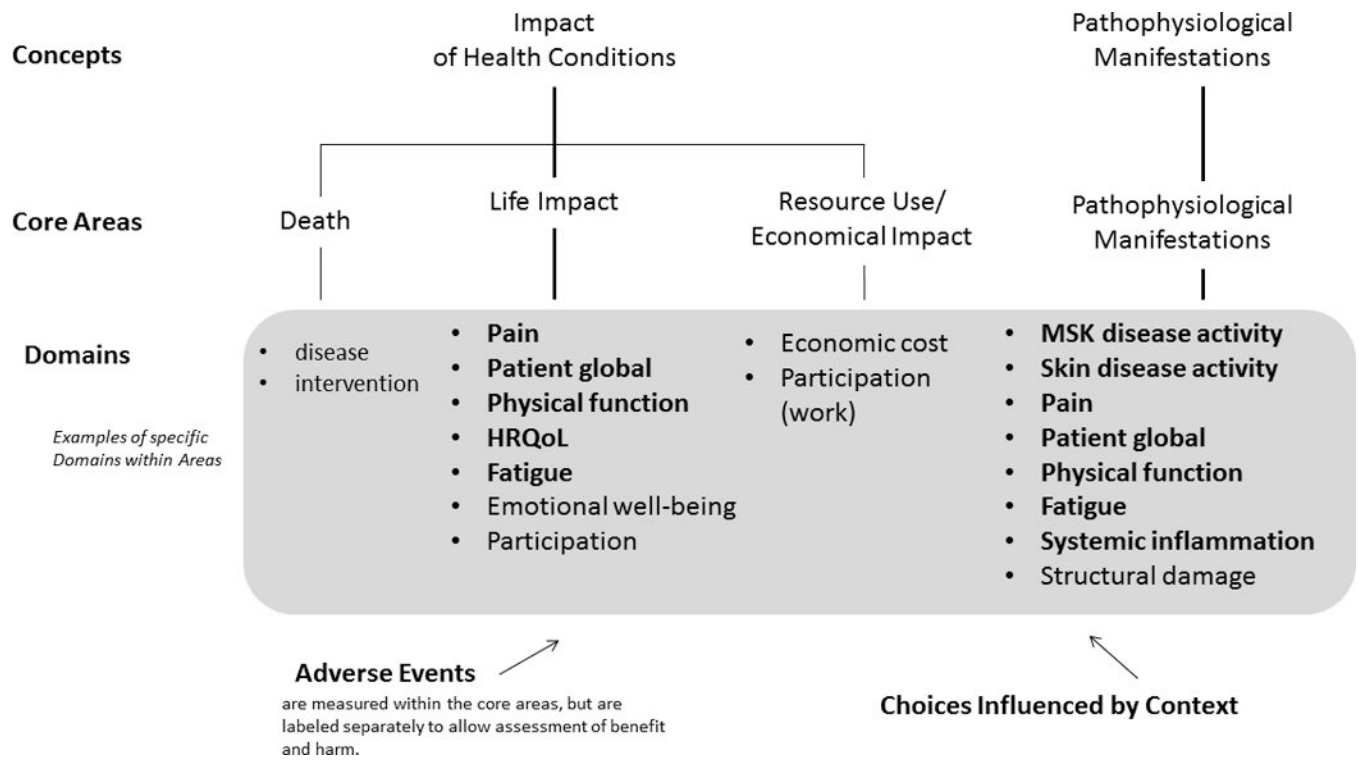 Concepts
Impact
of Health Conditions
Pathophysiological
Manifestations
Core Areas
Death
Life Impact
Resource Use/
Economical Impact
Pathophysiological
Manifestations
Domains
Examples of specific
Domains within Areas
• disease
• intervention
• Pain
• Patient global
• Physical function
• HRQoL
• Fatigue
• Emotional well-being
• Participation
• Economic cost
• Participation
(work)
• MSK disease activity
• Skin disease activity
• Pain
• Patient global
• Physical function
• Fatigue
• Systemic inflammation
• Structural damage
Adverse Events
are measured within the core areas, but are
labeled separately to allow assessment of benefit
and harm.
Choices Influenced by Context